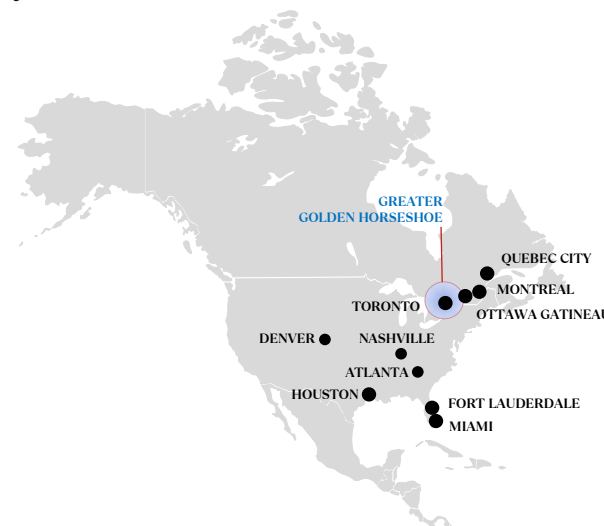 GREATER
GOLDEN HORSESHOE
QUEBEC CITY
MONTREAL
TORONTO
OTTAWA GATINEAU
DENVER
NASHVILLE
ATLANTA
HOUSTON
FORT LAUDERDALE
MIAMI